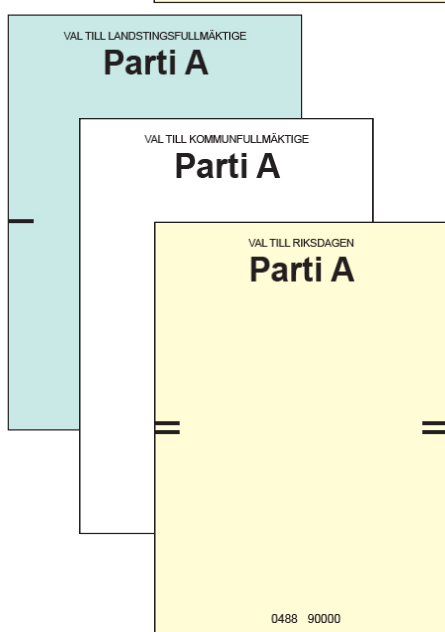 VAL TILL LANDSTINGSFULLMÄKTIGE
Parti A
VAL TILL KOMMUNFULLMÄKTIGE
Parti A
VAL TILL RIKSDAGEN
Parti A
0488 90000